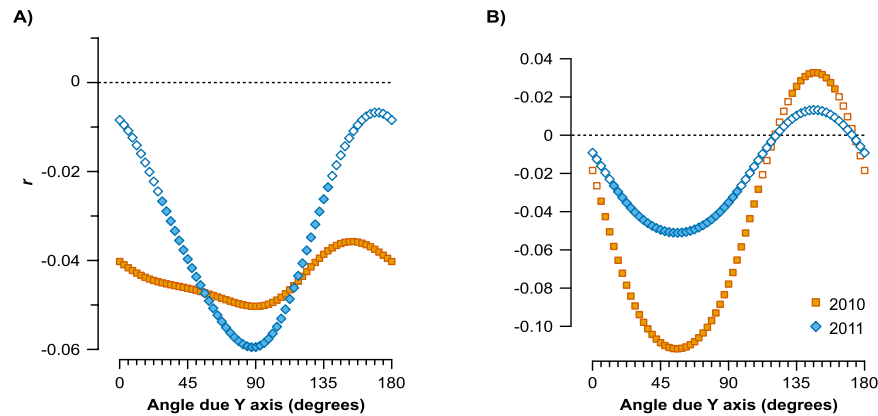 A)
0
-0.02
-0.04
-0.06
r
0 45 90 135 180
Angle due Y axis (degrees)
B)
0.04
-0.02
0
-0.02
-0.04
-0.06
-0.08
-0.10
2010
2011
0 45 90 135 180
Angle due Y axis (degrees)